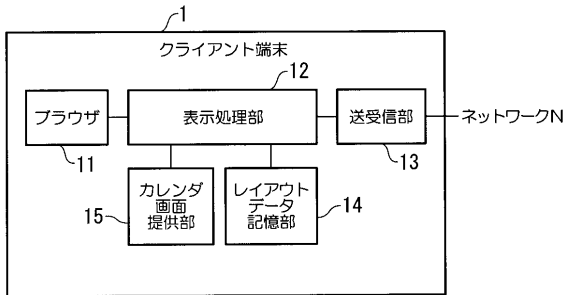 1
クライアント端末
12
ブラウザ
表示処理部
送受信部
ネットワークN
11
13
カレンダ
画面
提供部
15
レイアウト
データ
記憶部
14